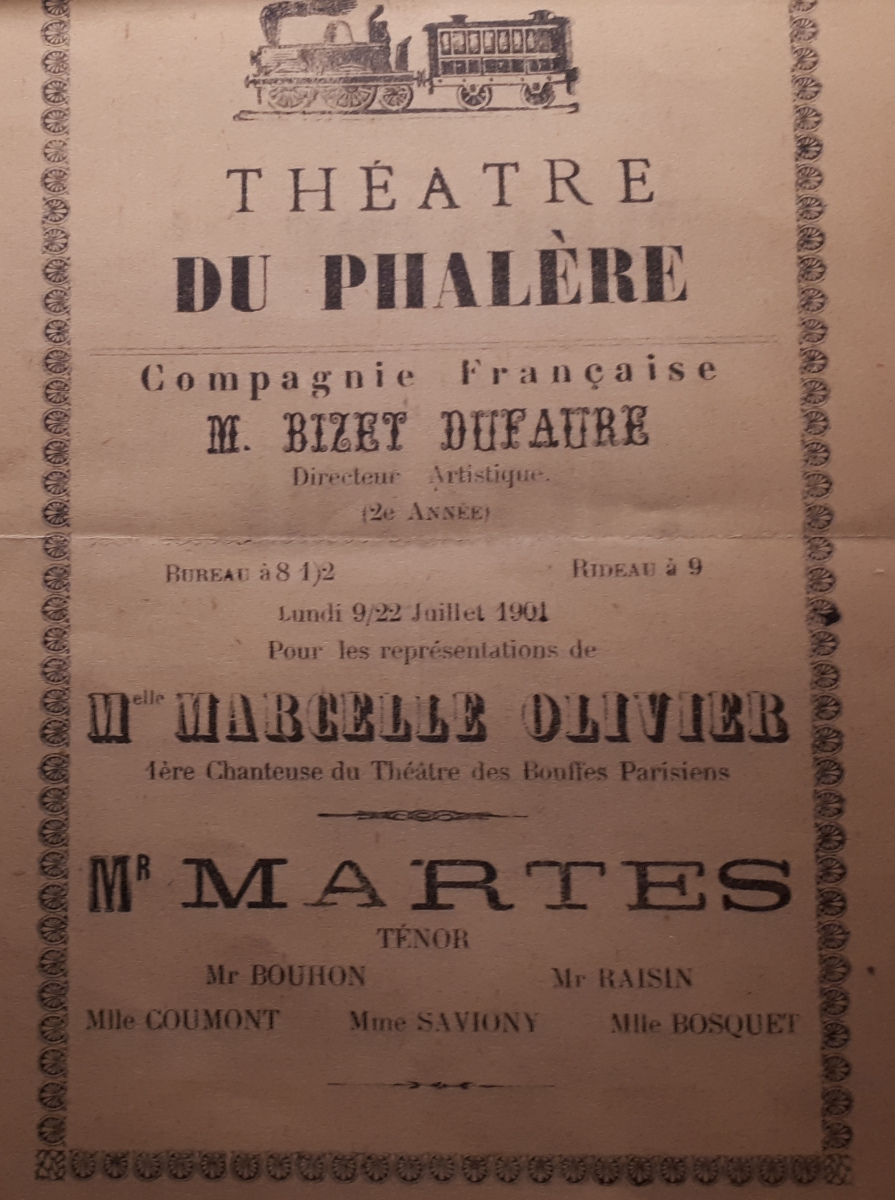 THÉATRE
DU PHALÈRE
Compagnie Française
M. BIZET DUFAURE
Directeur Artistique.
(2e ANNÉE)
BUREAU à 8 1)2 RIDEAU à 9
Lundi 9/22 Juillet 1901
Pour les représentations de
Melle MARCELLE OLIVIER
1ère Chanteuse du Théâtre des Bouffes Parisiens
MR MARTES
TÉNOR
Mr BOUHON Mr RAISIN
Mlle COUMONT Mme SAVIGNY Mlle BOSQUET